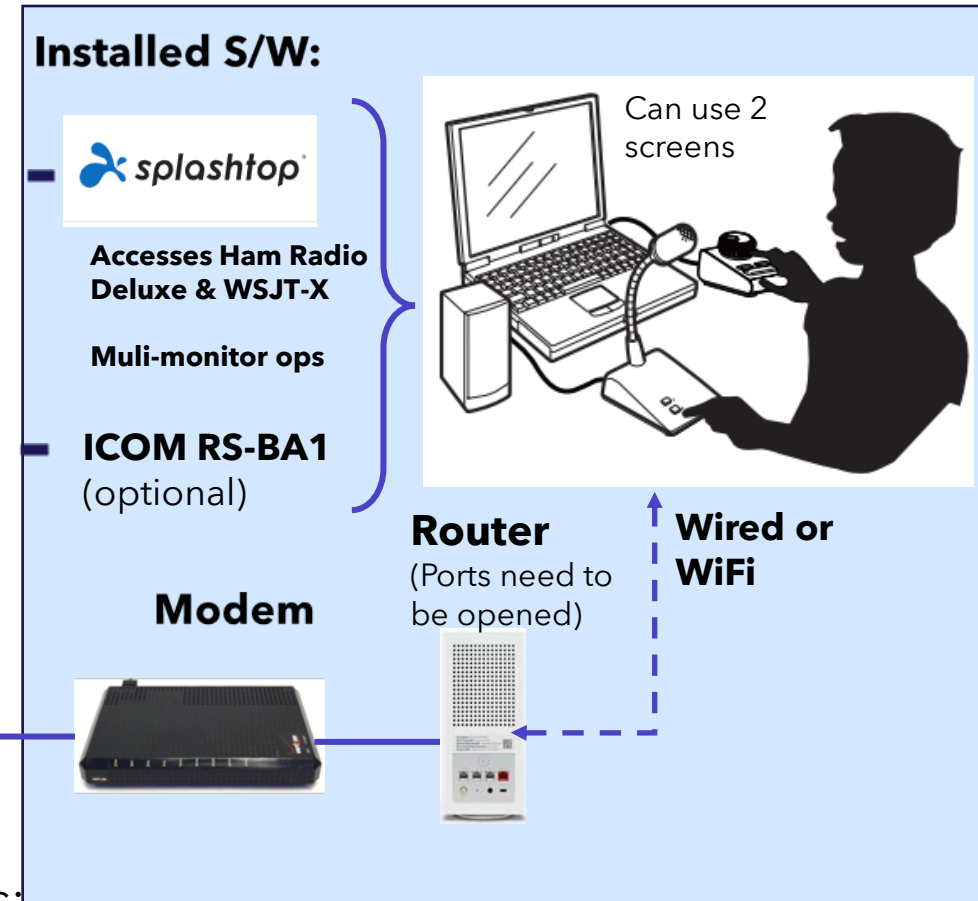 Installed S/W:
splashtop
Accesses Ham Radio
Deluxe & WSJT-X
Muli-monitor ops
ICOM RS-BA1
(optional)
Can use 2
screens
Router
(Ports need to
be opened)
Wired or
WiFi
Modem